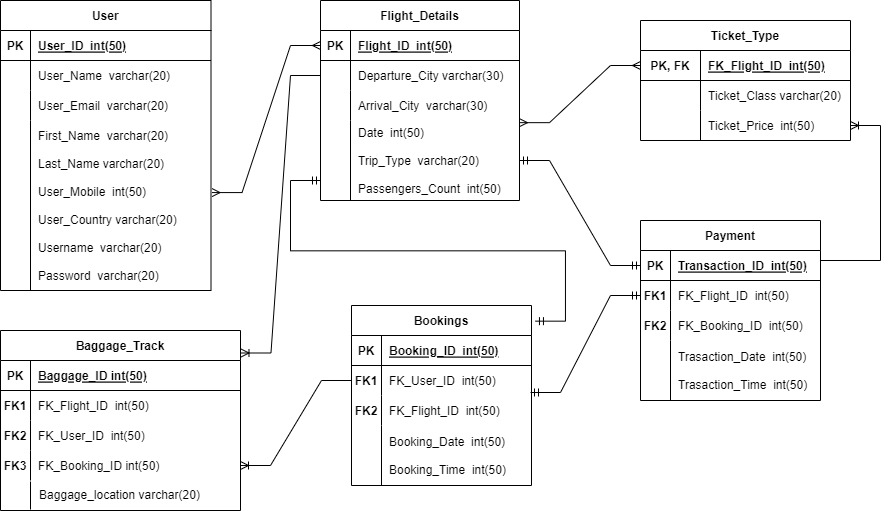 User
PK User_ID int(50)
User_Name varchar(20)
User_Email varchar(20)
First_Name varchar(20)
Last_Name varchar(20)
User_Mobile int(50)
User_Country varchar(20)
Username varchar(20)
Password varchar(20)
Flight_Details
PK Flight_ID int(50)
Departure_City varchar(30)
Arrival_City varchar(30)
Date int(50)
Trip_Type varchar(20)
Passengers_Count int(50)
Ticket_Type
PK, FK FK_Flight_ID int(50)
Ticket_Class varchar(20)
Ticket_Price int(50)
Payment
PK Transaction_ID int(50)
FK1 FK_Flight_ID int(50)
FK2 FK_Booking_ID int(50)
Trasaction_Date int(50)
Trasaction_Time int(50)
Baggage_Track
PK Baggage_ID int(50)
FK1 FK_Flight_ID int(50)
FK2 FK_User_ID int(50)
FK3 FK_Booking_ID int(50)
Baggage_location varchar(20)
Bookings
PK Booking_ID int(50)
FK1 FK_User_ID int(50)
FK2 FK_Flight_ID int(50)
Booking_Date int(50)
Booking_Time int(50)